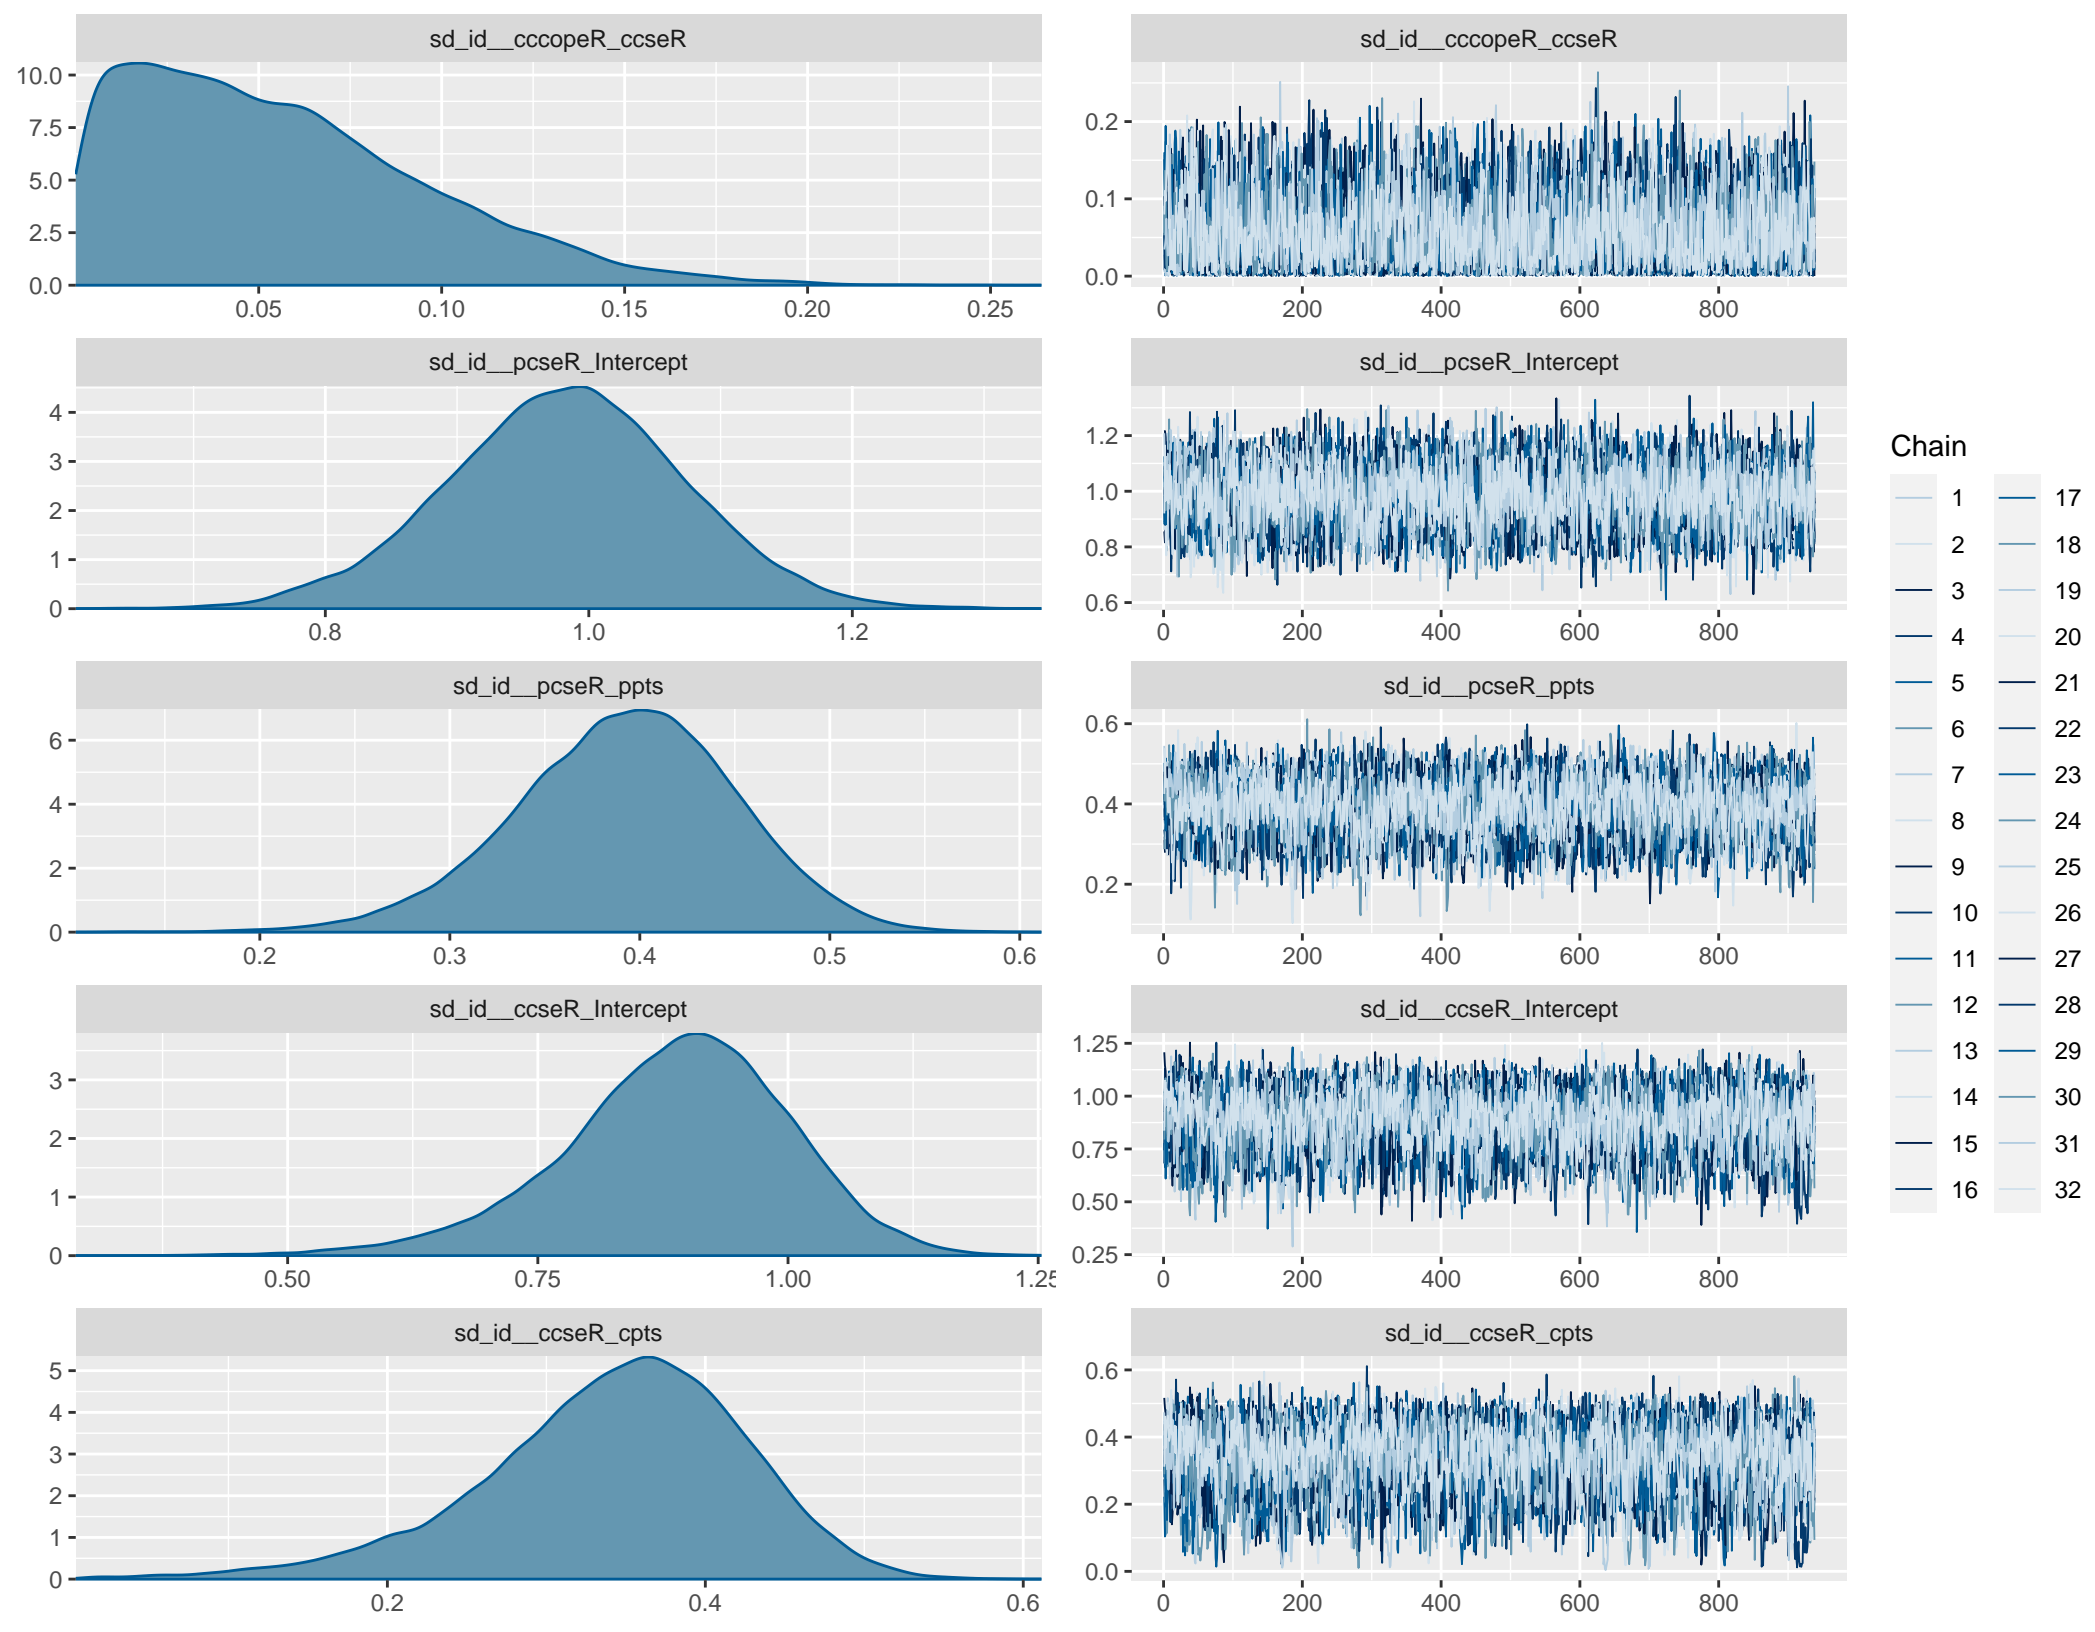 sd_id__cccopeR_ccseR
10.0
7.5
5.0
2.5
0.0
0.05 0.10 0.15 0.20 0.25
sd_id__cccopeR_ccseR
0.2
0.1
0.0
0 200 400 600 800
sd_id__pcseR_Intercept
4
3
2
1
0
0.8 1.0 1.2
sd_id__pcseR_Intercept
1.2
1.0
0.8
0.6
0 200 400 600 800
sd_id__pcseR_ppts
6
4
2
0
0.2 0.3 0.4 0.5 0.6
sd_id__pcseR_ppts
0.6
0.4
0.2
0 200 400 600 800
sd_id__ccseR_Intercept
3
2
1
0
0.50 0.75 1.00 1.25
sd_id__ccseR_Intercept
1.25
1.00
0.75
0.50
0.25
0 200 400 600 800
sd_id__ccseR_cpts
5
4
3
2
1
0
0.2 0.4 0.6
sd_id__ccseR_cpts
0.6
0.4
0.2
0.0
0 200 400 600 800
Chain
1 17
2 18
3 19
4 20
5 21
6 22
7 23
8 24
9 25
10 26
11 27
12 28
13 29
14 30
15 31
16 32